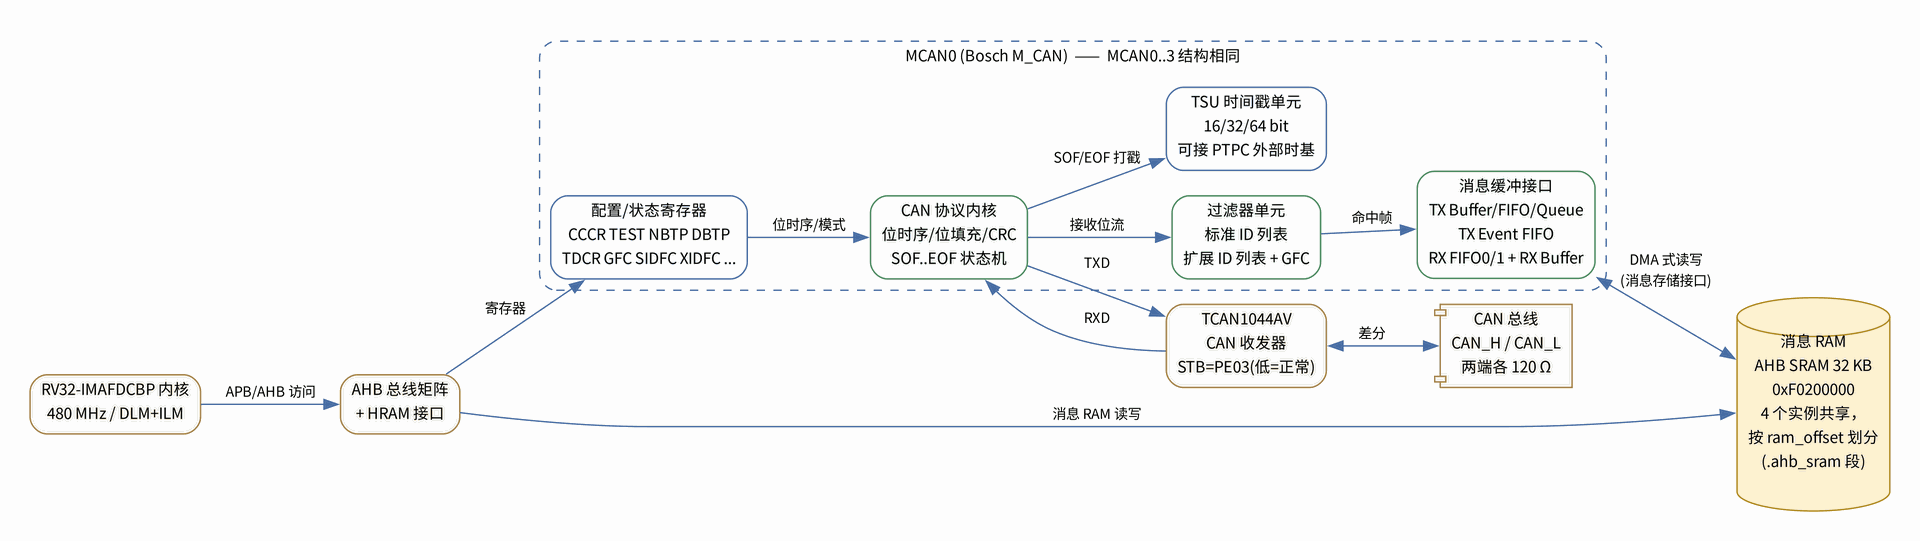 MCAN0 (Bosch M_CAN) —— MCAN0..3 结构相同
TSU 时间戳单元
16/32/64 bit
可接 PTPC 外部时基
SOF/EOF 打戳
配置/状态寄存器
CCCR TEST NBTP DBTP
TDCR GFC SIDFC XIDFC ...
位时序/模式
CAN 协议内核
位时序/位填充/CRC
SOF..EOF 状态机
接收位流
过滤器单元
标准 ID 列表
扩展 ID 列表 + GFC
命中帧
消息缓冲接口
TX Buffer/FIFO/Queue
TX Event FIFO
RX FIFO0/1 + RX Buffer
TXD
RXD
DMA 式读写
(消息存储接口)
寄存器
TCAN1044AV
CAN 收发器
STB=PE03(低=正常)
差分
CAN 总线
CAN_H / CAN_L
两端各 120 Ω
RV32-IMAFDCBP 内核
480 MHz / DLM+ILM
APB/AHB 访问
AHB 总线矩阵
+ HRAM 接口
消息 RAM 读写
消息 RAM
AHB SRAM 32 KB
0xF0200000
4 个实例共享，
按 ram_offset 划分
(.ahb_sram 段)